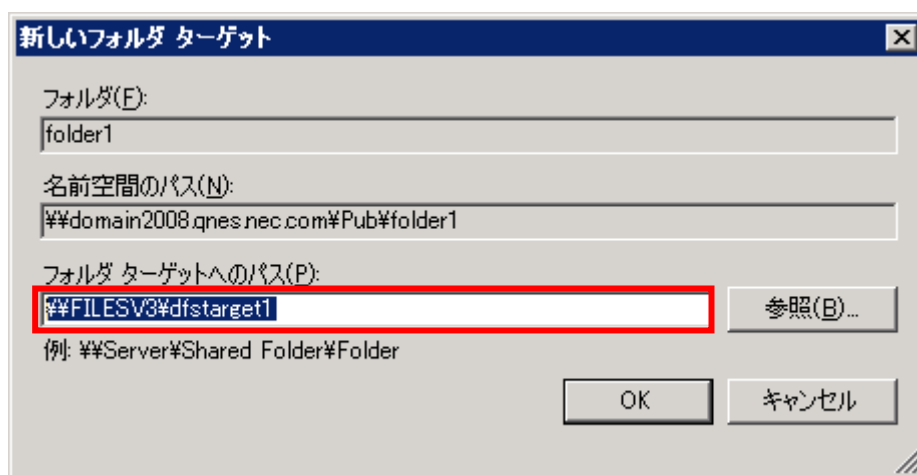 新しいフォルダ ターゲット
フォルダ(F):
folder1
名前空間のパス(N):
¥¥domain2008.qnes.nec.com¥Pub¥folder1
フォルダ ターゲットへのパス(P):
¥¥FILESV3¥dfstarget1
参照(B)...
例: ¥¥Server¥Shared Folder¥Folder
OK
キャンセル